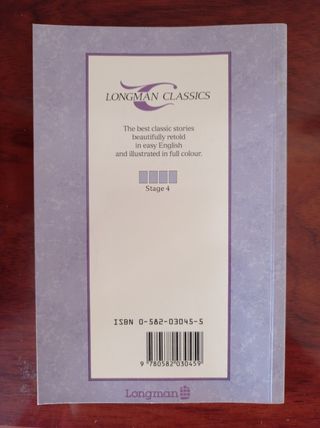 LONGMAN CLASSICS
The best classic stories
beautifully retold
in easy English
and illustrated in full colour.
Stage 4
ISBN 0-582-03045-5
9 780582 030459
Longman